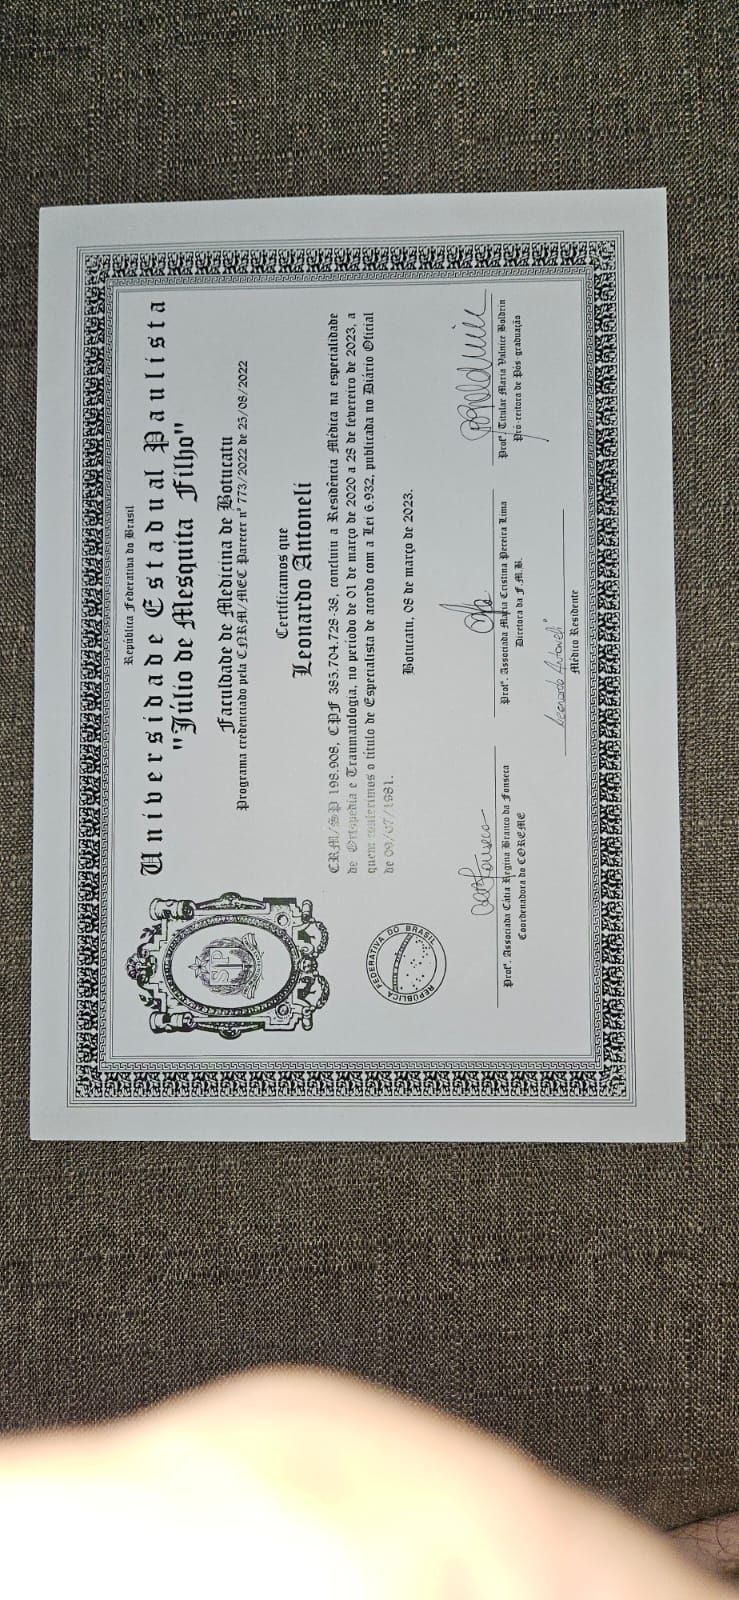 República Federativa do Brasil
Universidade Estadual Paulista
"Júlio de Mesquita Filho"
Faculdade de Medicina de Botucatu
Programa credenciado pela CNRM/MEC Parecer nº 773/2022 de 25/08/2022
Certificamos que
Leonardo Antoneli
CRM/SP 198.908, CPF 385.704.728-38, concluiu a Residência Médica na especialidade
de Ortopedia e Traumatologia, no período de 01 de março de 2020 a 28 de fevereiro de 2023, a
quem conferimos o título de Especialista de acordo com a Lei 6.932, publicada no Diário Oficial
de 09/07/1981.
Botucatu, 08 de março de 2023.
SP
REPÚBLICA FEDERATIVA DO BRASIL
Profª. Associada Cátia Regina Branco da Fonseca
Coordenadora do COREME
Profª. Associada Maria Cristina Pereira Lima
Diretora da F.M.B.
Profª. Titular Maria Valnice Boldrin
Pró-reitora de Pós graduação
Leonardo Antoneli
Médico Residente